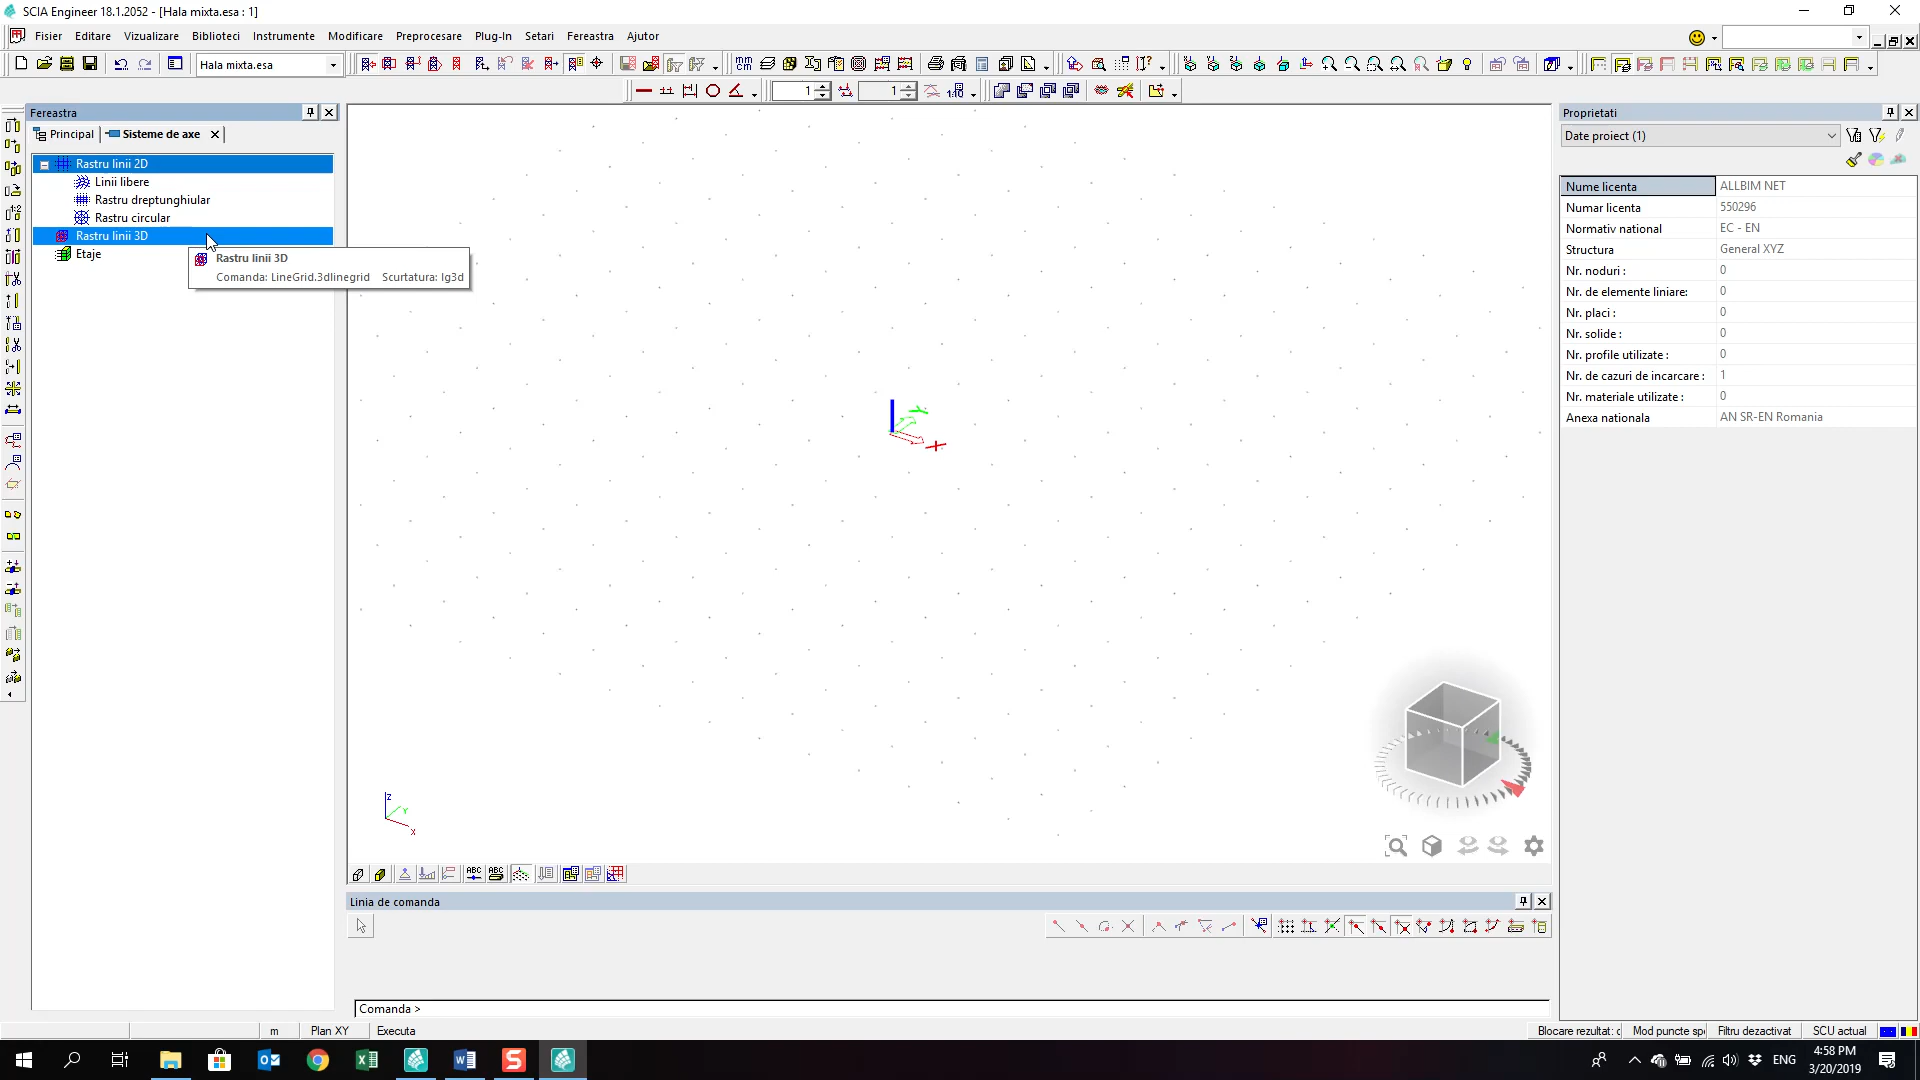 SCIA Engineer 18.1.2052 - [Hala mixta.esa : 1]
Fisier Editare Vizualizare Biblioteci Instrumente Modificare Preprocesare Plug-In Setari Fereastra Ajutor
Hala mixta.esa
1 1
Fereastra
Principal Sisteme de axe
Rastru linii 2D
Linii libere
Rastru dreptunghiular
Rastru circular
Rastru linii 3D
Etaje
Rastru linii 3D
Comanda: LineGrid.3dlinegrid Scurtatura: lg3d
Y
X
Z
Y
X
Proprietati
Date proiect (1)
Nume licenta ALLBIM NET
Numar licenta 550296
Normativ national EC - EN
Structura General XYZ
Nr. noduri : 0
Nr. de elemente liniare: 0
Nr. placi : 0
Nr. solide : 0
Nr. profile utilizate : 0
Nr. de cazuri de incarcare : 1
Nr. materiale utilizate : 0
Anexa nationala AN SR-EN Romania
ABC ABC
Linia de comanda
Comanda >
m Plan XY Executa
Blocare rezultat: Mod puncte Filtru dezactivat SCU actual
ENG
4:58 PM
3/20/2019